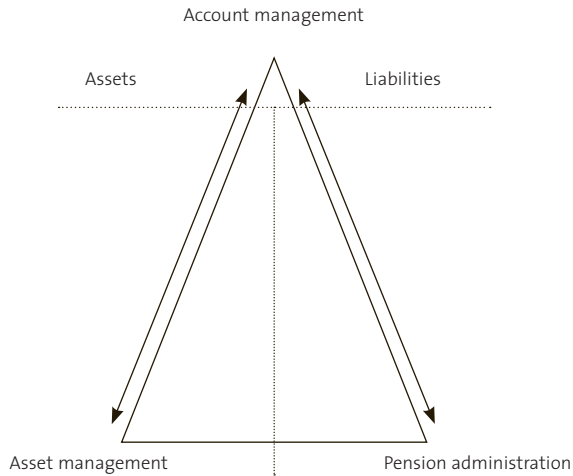 Account management
Assets
Liabilities
Asset management
Pension administration